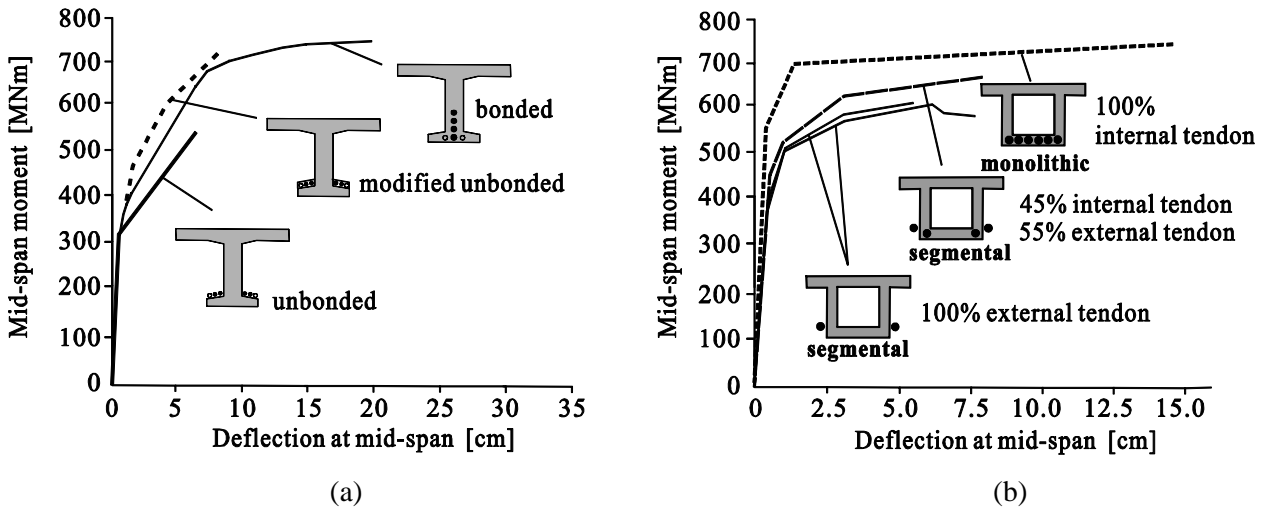 Mid-span moment [MNm]
800
700
600
500
400
300
200
100
0
0 5 10 15 20 25 30 35
Deflection at mid-span [cm]
bonded
modified unbonded
unbonded
(a)
Mid-span moment [MNm]
800
700
600
500
400
300
200
100
0
0 2.5 5.0 7.5 10.0 12.5 15.0
Deflection at mid-span [cm]
100%
internal tendon
monolithic
45% internal tendon
55% external tendon
segmental
100% external tendon
segmental
(b)